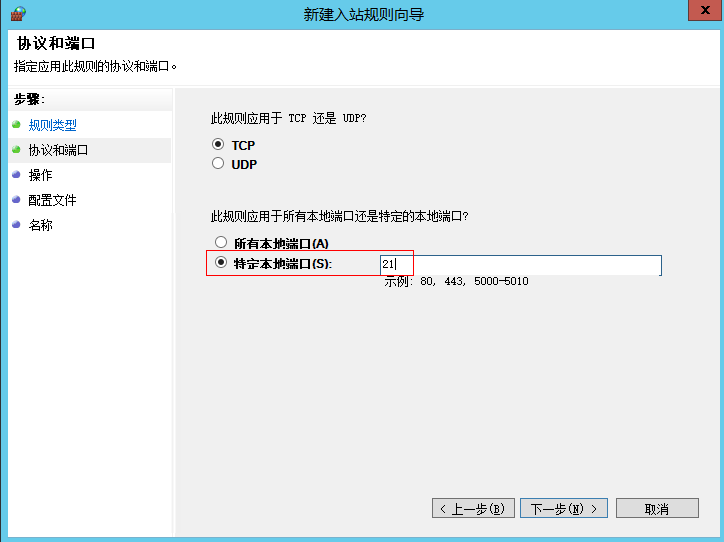 新建入站规则向导
x
协议和端口
指定应用此规则的协议和端口。
步骤:
规则类型
协议和端口
操作
配置文件
名称
此规则应用于 TCP 还是 UDP?
TCP
UDP
此规则应用于所有本地端口还是特定的本地端口?
所有本地端口(A)
特定本地端口(S): 21
示例: 80, 443, 5000-5010
< 上一步(B) 下一步(N) > 取消